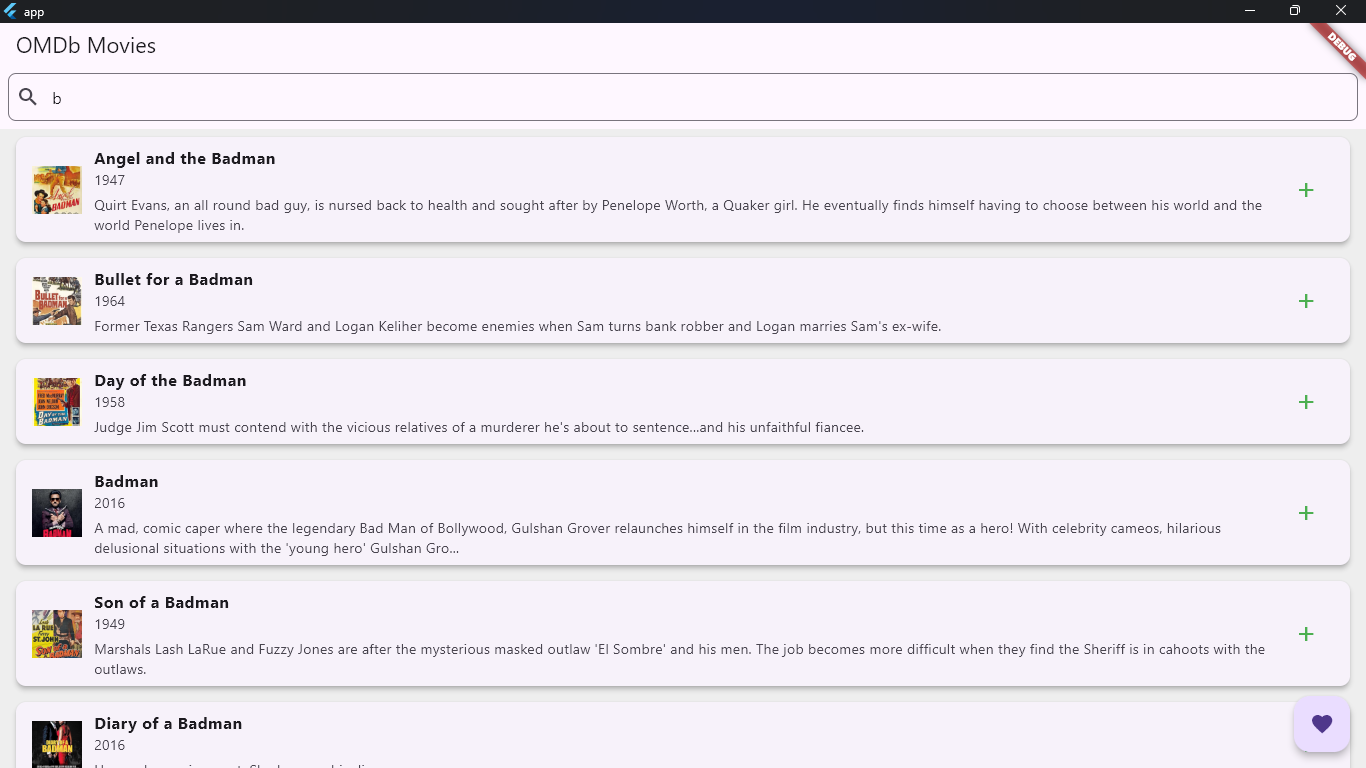 app
OMDb Movies
DEBUG
b
Angel and the Badman
1947
Quirt Evans, an all round bad guy, is nursed back to health and sought after by Penelope Worth, a Quaker girl. He eventually finds himself having to choose between his world and the
world Penelope lives in.
Bullet for a Badman
1964
Former Texas Rangers Sam Ward and Logan Keliher become enemies when Sam turns bank robber and Logan marries Sam's ex-wife.
Day of the Badman
1958
Judge Jim Scott must contend with the vicious relatives of a murderer he's about to sentence...and his unfaithful fiancee.
Badman
2016
A mad, comic caper where the legendary Bad Man of Bollywood, Gulshan Grover relaunches himself in the film industry, but this time as a hero! With celebrity cameos, hilarious
delusional situations with the 'young hero' Gulshan Gro...
Son of a Badman
1949
Marshals Lash LaRue and Fuzzy Jones are after the mysterious masked outlaw 'El Sombre' and his men. The job becomes more difficult when they find the Sheriff is in cahoots with the
outlaws.
Diary of a Badman
2016